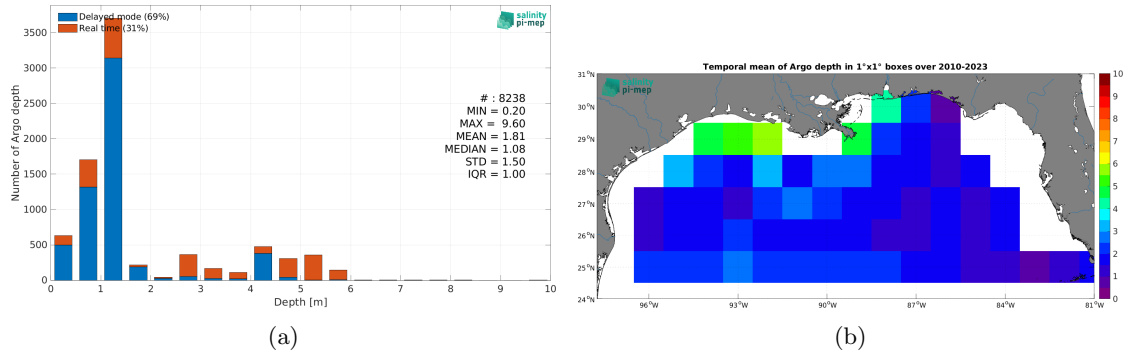 Delayed mode (69%)
Real time (31%)
salinity
pi-mep
Number of Argo depth
3500
3000
2500
2000
1500
1000
500
0
# : 8238
MIN = 0.20
MAX = 9.60
MEAN = 1.81
MEDIAN = 1.08
STD = 1.50
IQR = 1.00
0 1 2 3 4 5 6 7 8 9 10
Depth [m]
(a)
Temporal mean of Argo depth in 1°x1° boxes over 2010-2023
salinity
pi-mep
31°N
30°N
29°N
28°N
27°N
26°N
25°N
24°N
96°W 93°W 90°W 87°W 84°W 81°W
10
9
8
7
6
5
4
3
2
1
0
(b)